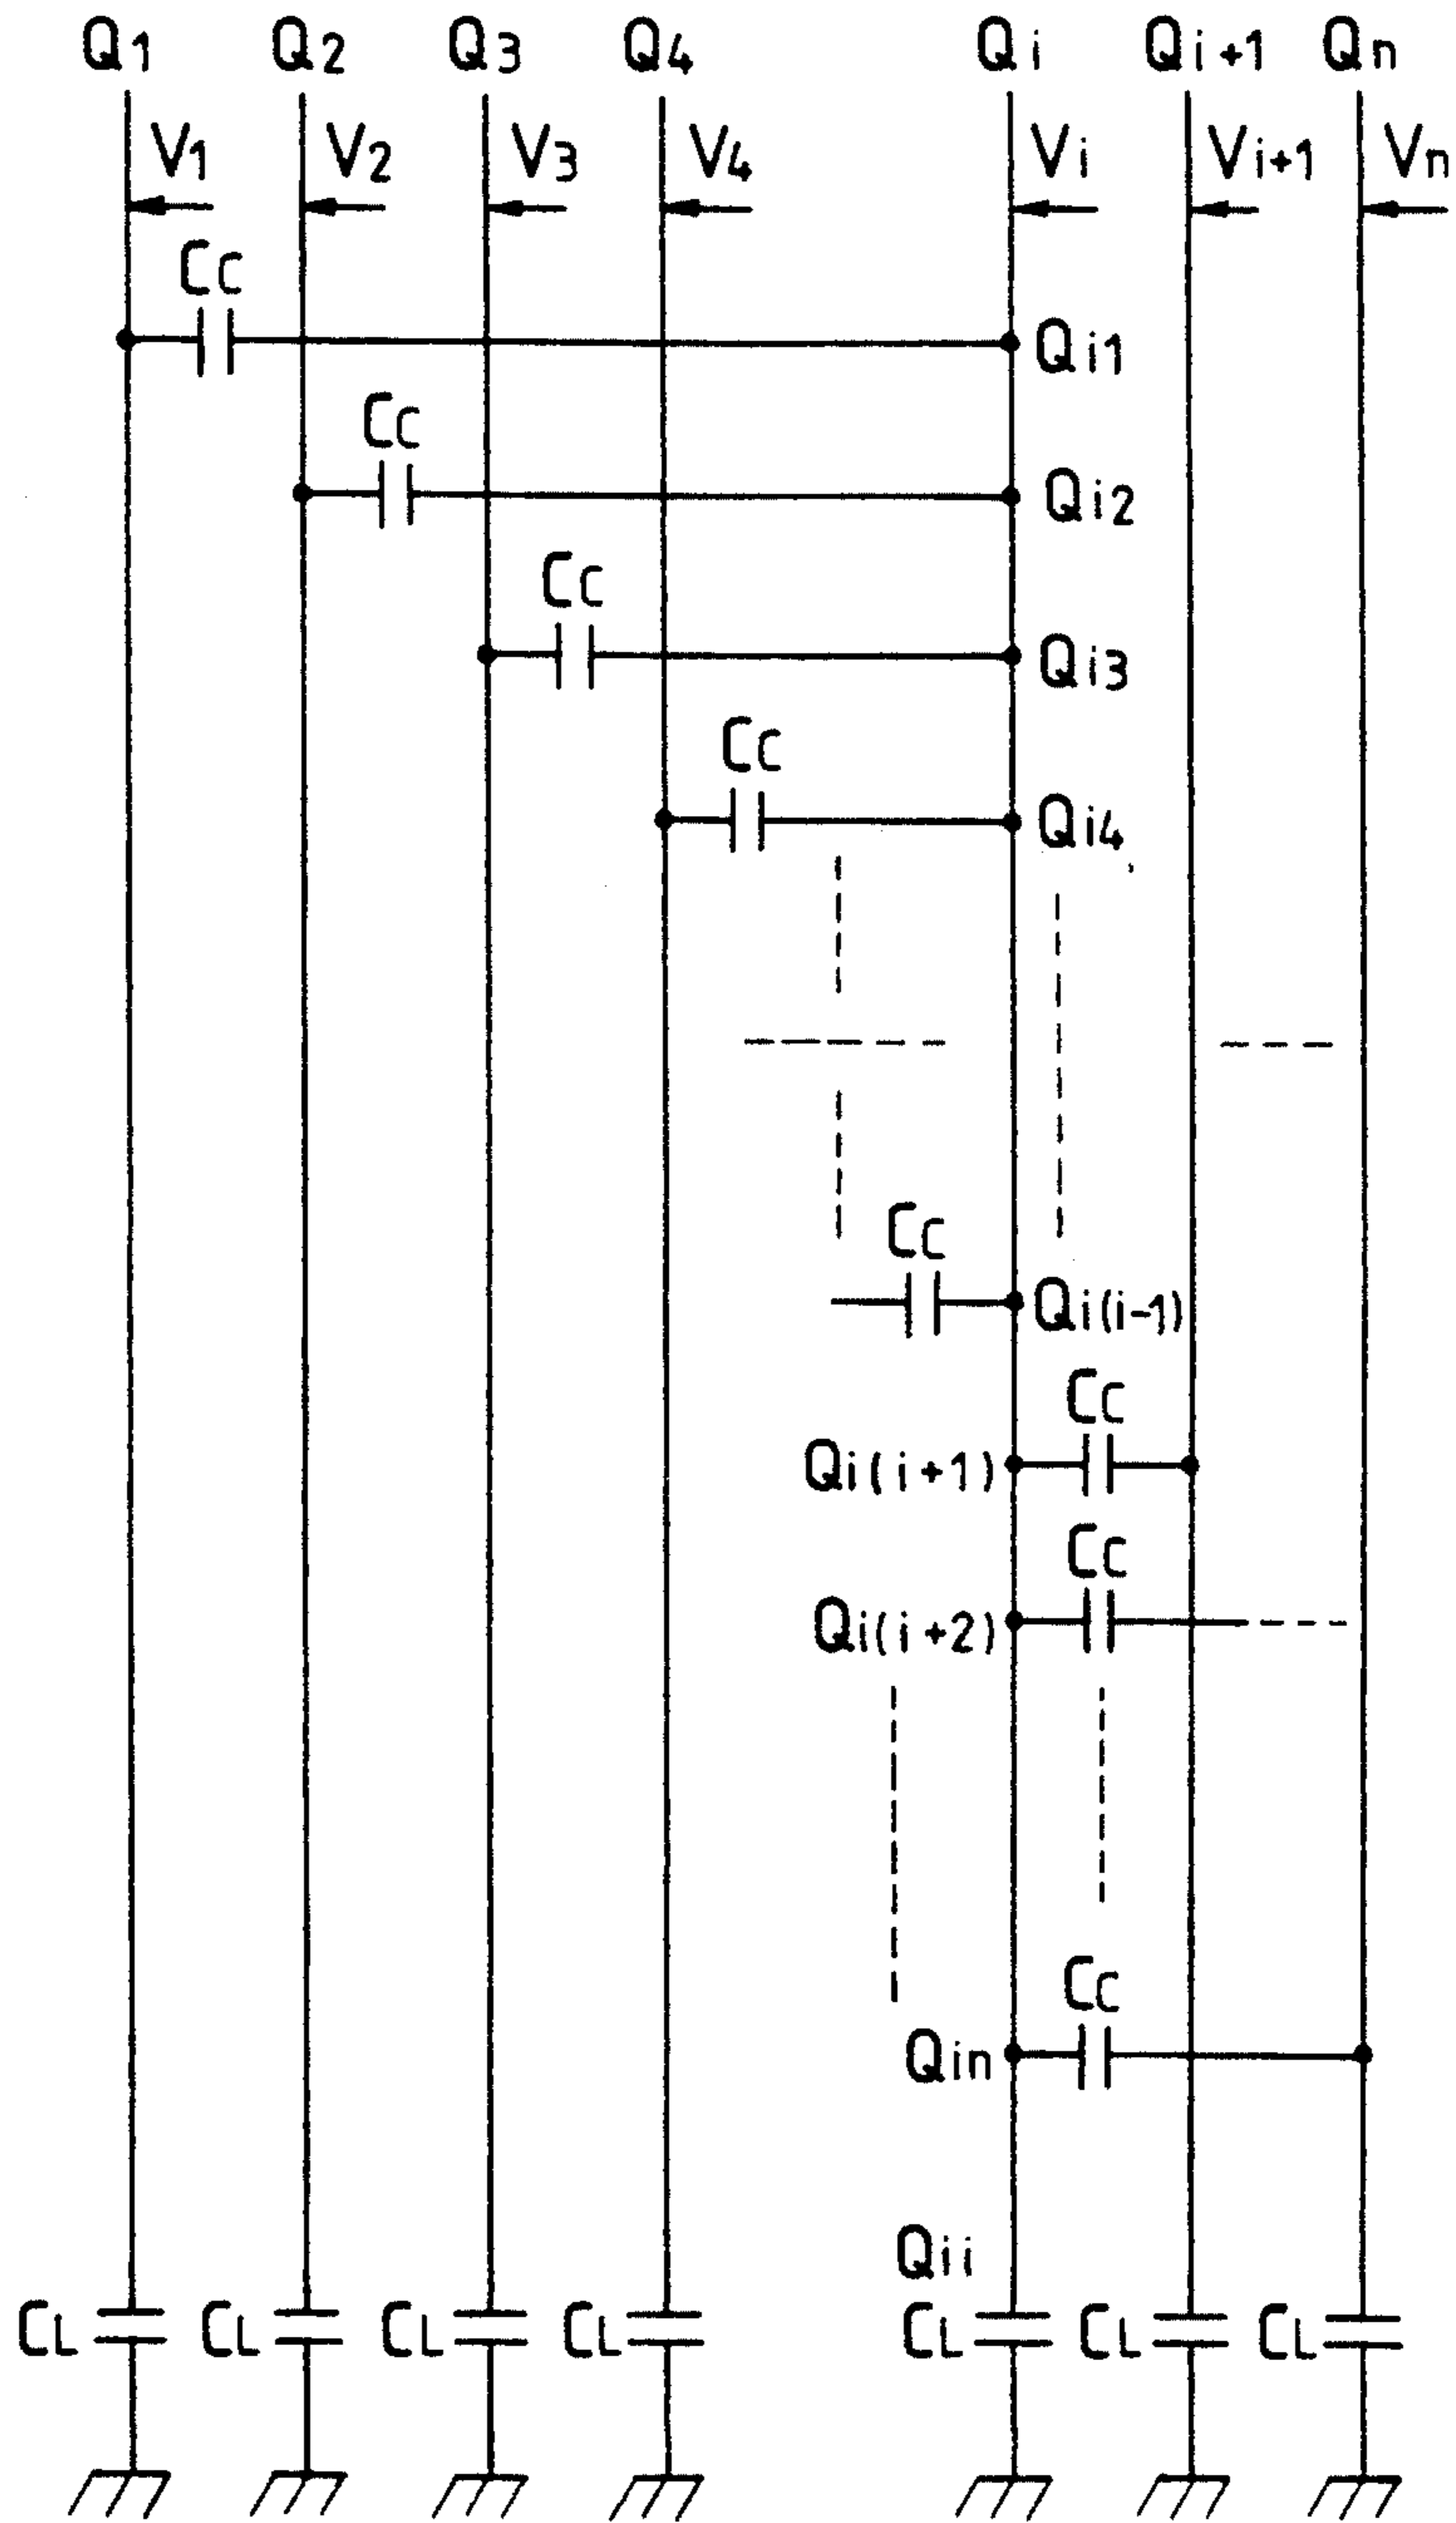 Q1 Q2 Q3 Q4 Qi Qi+1 Qn
V1 V2 V3 V4 Vi Vi+1 Vn
Cc
Qi1
Cc
Qi2
Cc
Qi3
Cc
Qi4
Cc
Qi(i-1)
Cc
Qi(i+1)
Cc
Qi(i+2)
Cc
Qin
Qii
CL CL CL CL CL CL CL